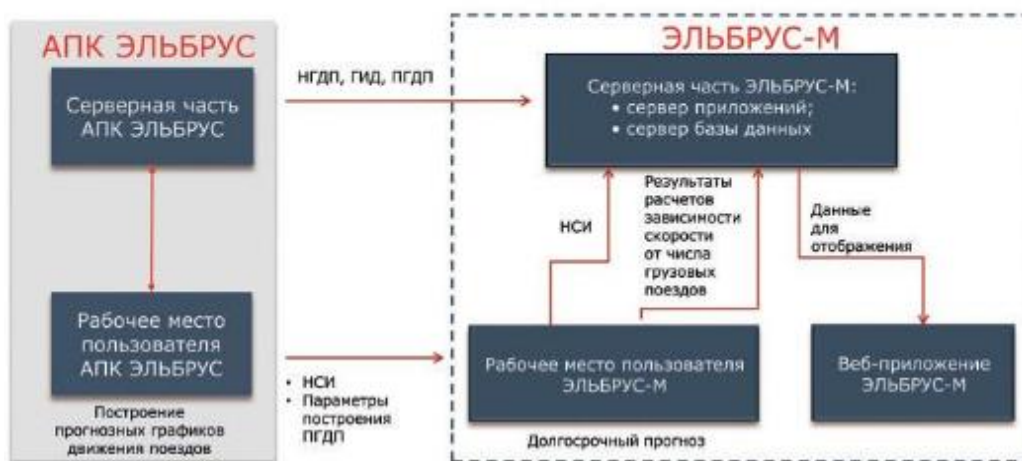 АПК ЭЛЬБРУС
Серверная часть
АПК ЭЛЬБРУС
Рабочее место
пользователя
АПК ЭЛЬБРУС
Построение
прогнозных графиков
движения поездов
НГДП, ГИД, ПГДП
• НСИ
• Параметры
построения
ПГДП
ЭЛЬБРУС-М
Серверная часть ЭЛЬБРУС-М:
• сервер приложений;
• сервер базы данных
НСИ
Результаты
расчетов
зависимости
скорости
от числа
грузовых
поездов
Данные
для
отображения
Рабочее место пользователя
ЭЛЬБРУС-М
Долгосрочный прогноз
Веб-приложение
ЭЛЬБРУС-М